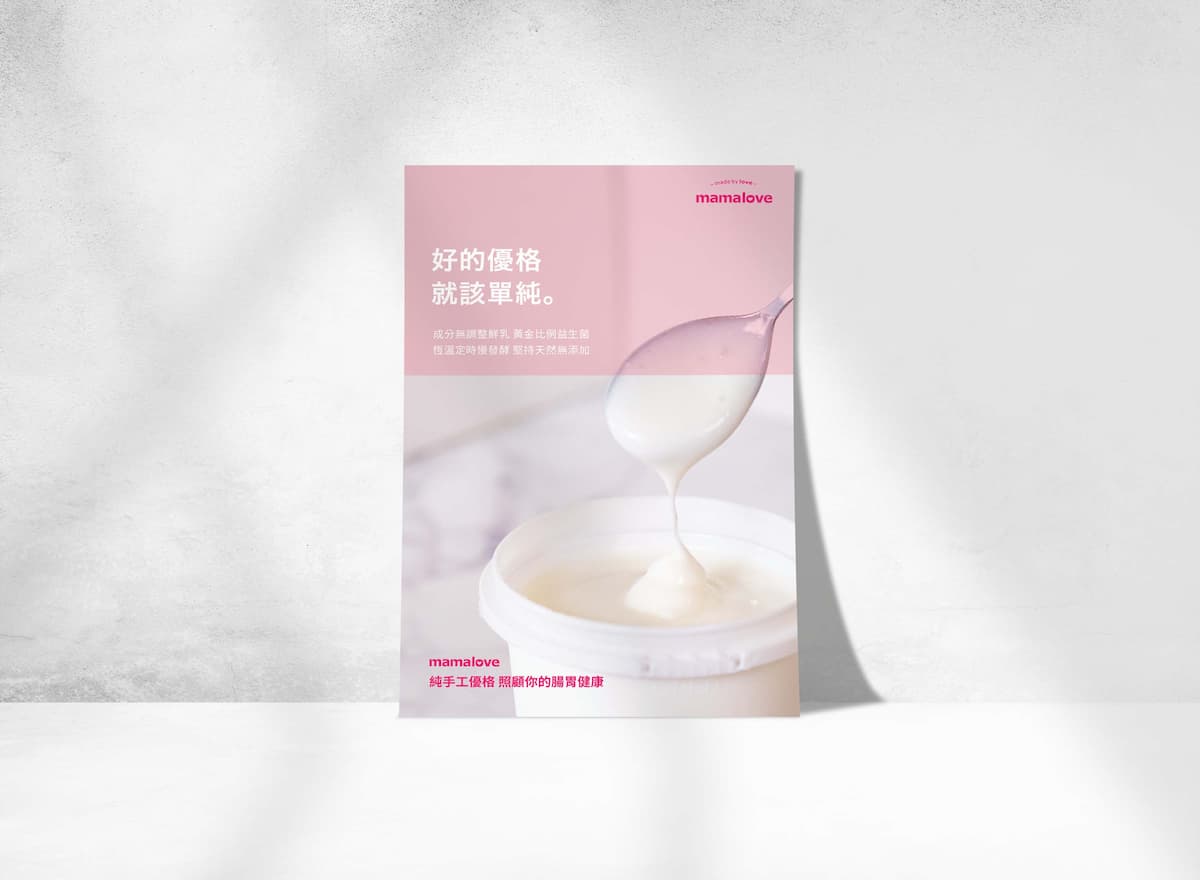 made by love
mamalove
好的優格
就該單純。
成分無調整鮮乳 黃金比例益生菌
恆溫定時慢發酵 堅持天然無添加
mamalove
純手工優格 照顧你的腸胃健康